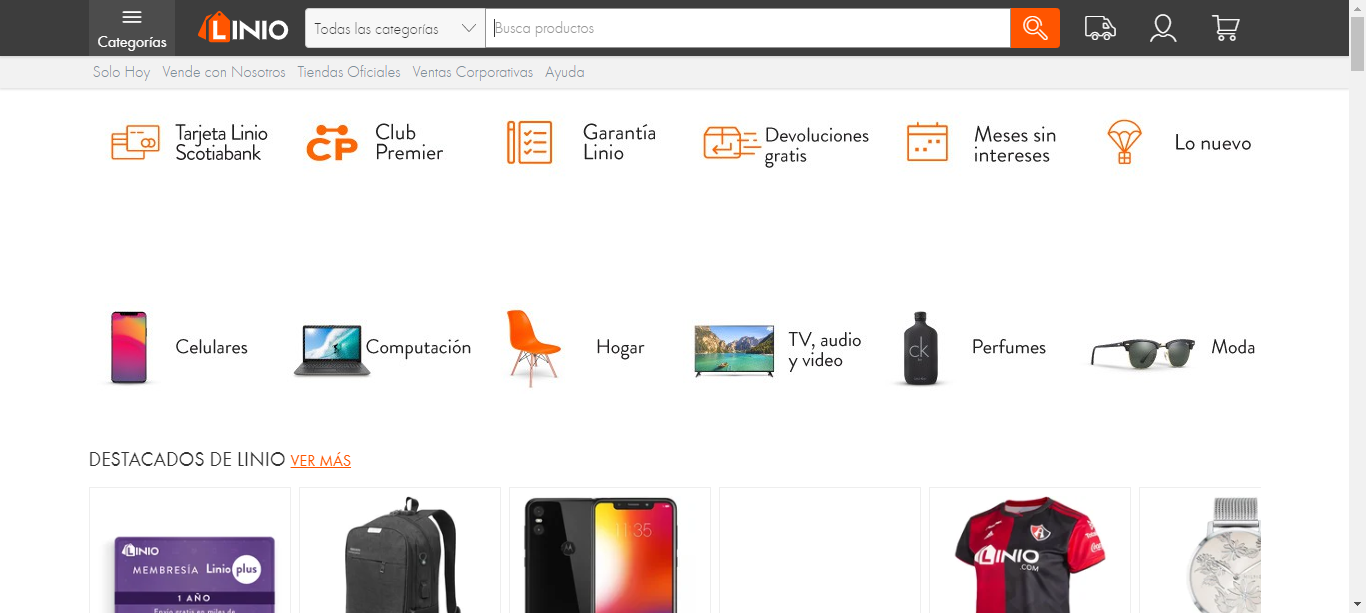 Categorías
LINIO
Todas las categorías
Busca productos
Solo Hoy Vende con Nosotros Tiendas Oficiales Ventas Corporativas Ayuda
Tarjeta Linio
Scotiabank
CP
Club
Premier
Garantía
Linio
Devoluciones
gratis
Meses sin
intereses
Lo nuevo
Celulares
Computación
Hogar
TV, audio
y video
ck
Perfumes
Moda
DESTACADOS DE LINIO VER MÁS
LINIO
MEMBRESÍA Linio plus
1 AÑO
Envío gratis en miles de
11:35
LINIO
.COM